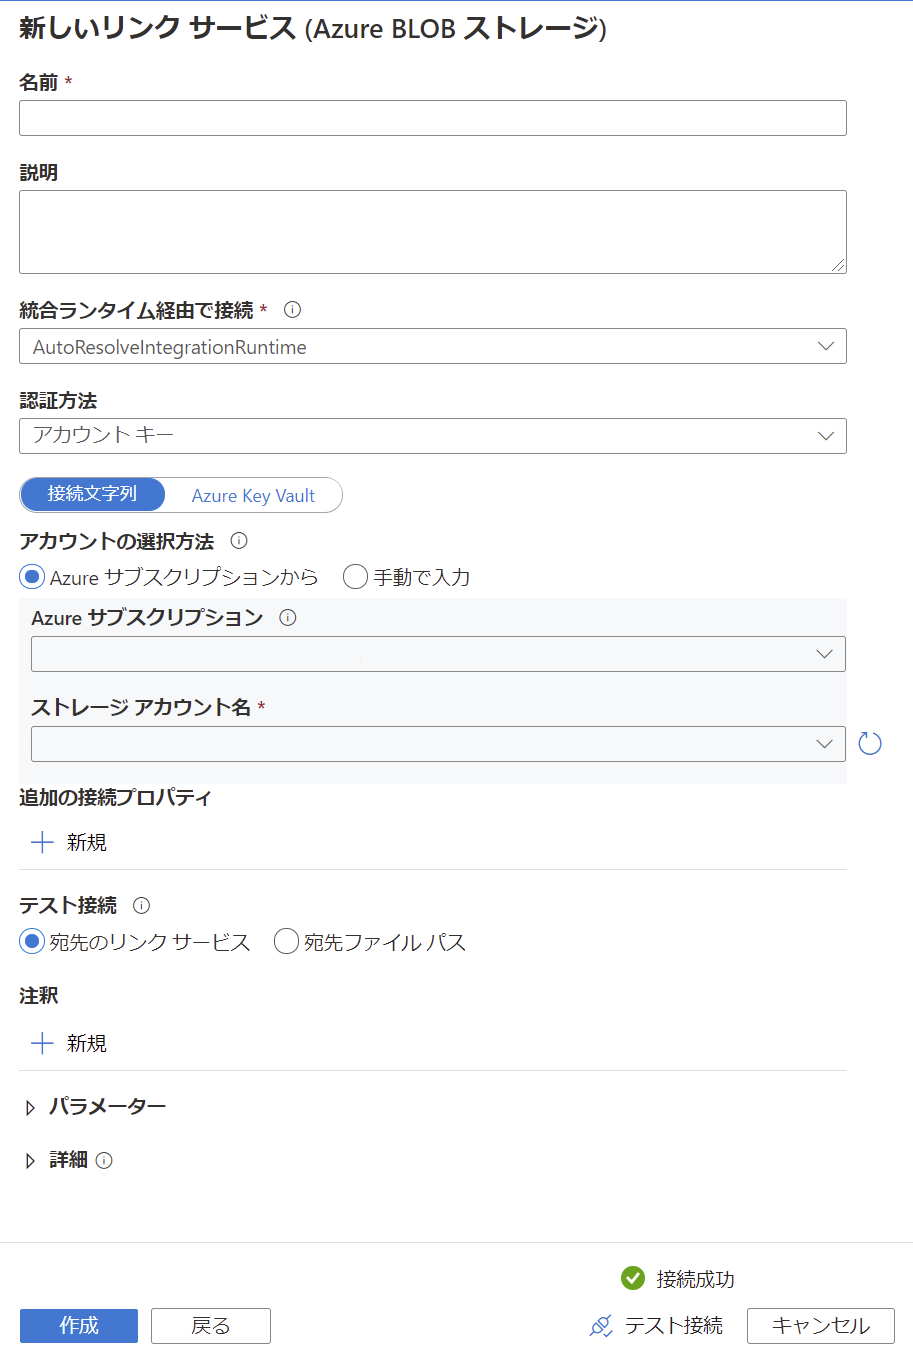 新しいリンク サービス (Azure BLOB ストレージ)
名前 *
説明
統合ランタイム経由で接続 *
AutoResolveIntegrationRuntime
認証方法
アカウント キー
接続文字列 Azure Key Vault
アカウントの選択方法
Azure サブスクリプションから 手動で入力
Azure サブスクリプション
ストレージ アカウント名 *
追加の接続プロパティ
新規
テスト接続
宛先のリンク サービス 宛先ファイル パス
注釈
新規
パラメーター
詳細
接続成功
作成 戻る テスト接続 キャンセル